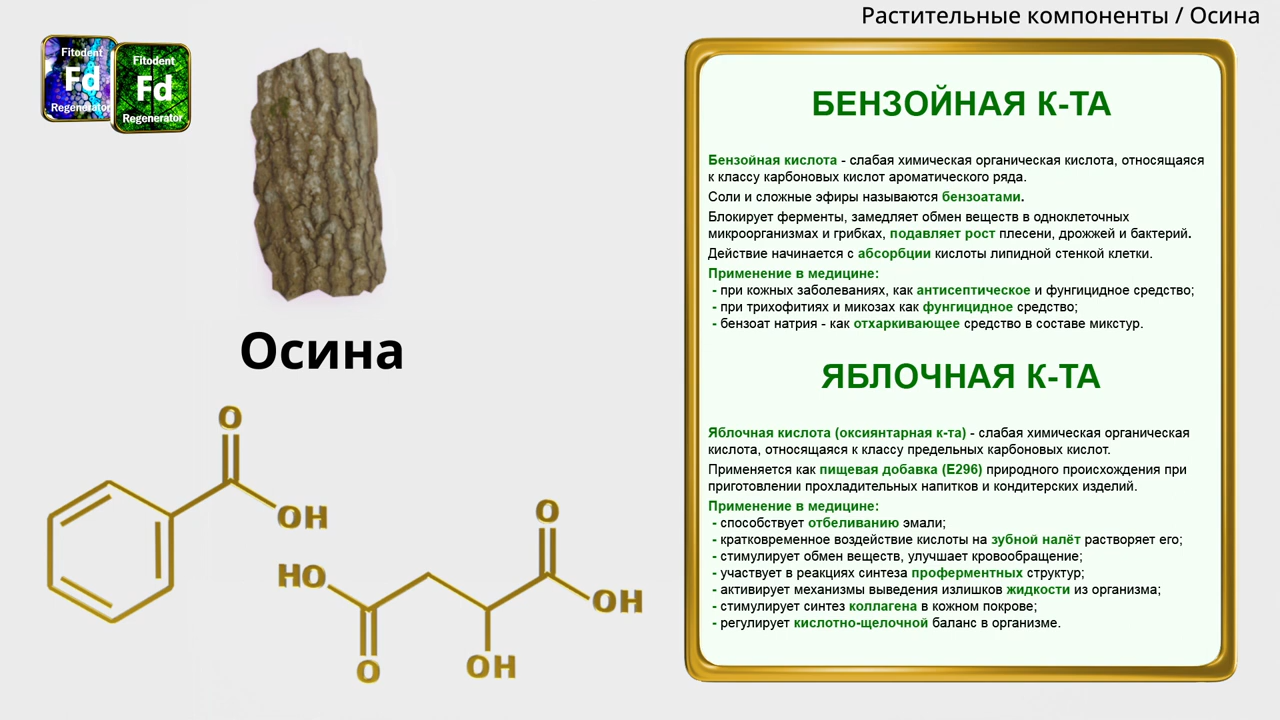 Растительные компоненты / Осина
Fitodent
Fd
Regenerator
Fitodent
Fd
Regenerator
Осина
O
OH
HO
O
OH
O
OH
БЕНЗОЙНАЯ К-ТА
Бензойная кислота - слабая химическая органическая кислота, относящаяся
к классу карбоновых кислот ароматического ряда.
Соли и сложные эфиры называются бензоатами.
Блокирует ферменты, замедляет обмен веществ в одноклеточных
микроорганизмах и грибках, подавляет рост плесени, дрожжей и бактерий.
Действие начинается с абсорбции кислоты липидной стенкой клетки.
Применение в медицине:
- при кожных заболеваниях, как антисептическое и фунгицидное средство;
- при трихофитиях и микозах как фунгицидное средство;
- бензоат натрия - как отхаркивающее средство в составе микстур.
ЯБЛОЧНАЯ К-ТА
Яблочная кислота (оксиянтарная к-та) - слабая химическая органическая
кислота, относящаяся к классу предельных карбоновых кислот.
Применяется как пищевая добавка (E296) природного происхождения при
приготовлении прохладительных напитков и кондитерских изделий.
Применение в медицине:
- способствует отбеливанию эмали;
- кратковременное воздействие кислоты на зубной налёт растворяет его;
- стимулирует обмен веществ, улучшает кровообращение;
- участвует в реакциях синтеза проферментных структур;
- активирует механизмы выведения излишков жидкости из организма;
- стимулирует синтез коллагена в кожном покрове;
- регулирует кислотно-щелочной баланс в организме.